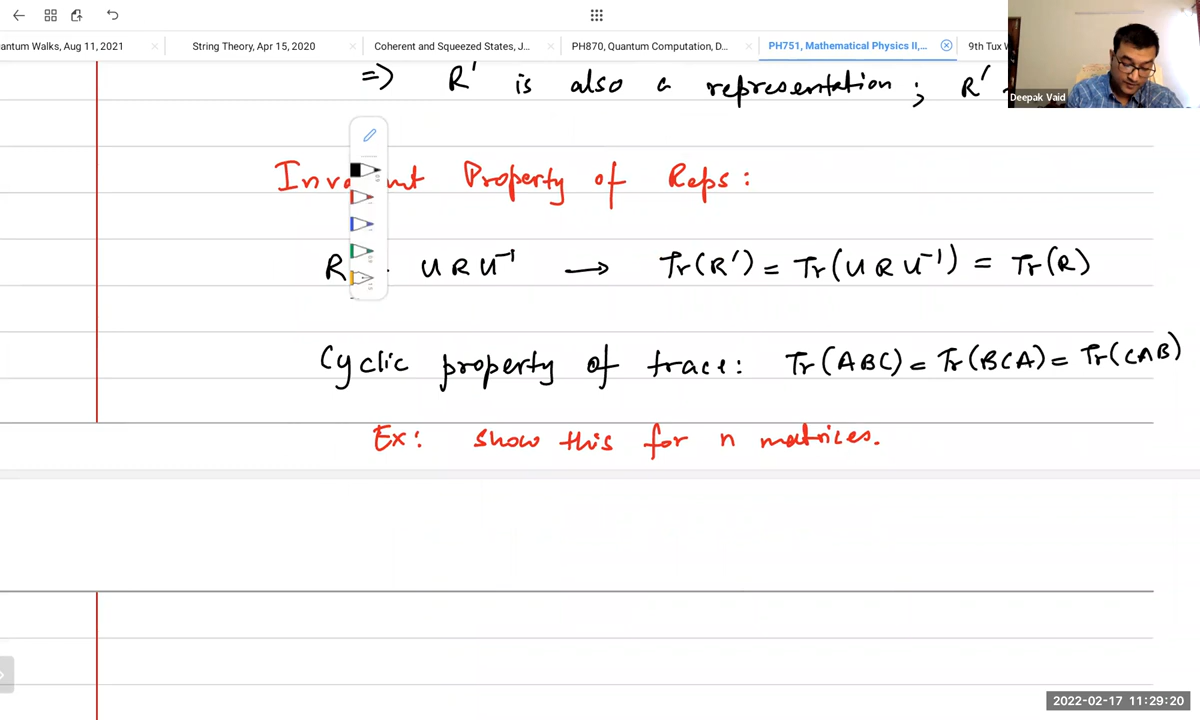 antum Walks, Aug 11, 2021 String Theory, Apr 15, 2020 Coherent and Squeezed States, J... PH870, Quantum Computation, D... PH751, Mathematical Physics II,... 9th Tux
Deepak Vaid
=> R' is also a representation ; R'
Property of Reps :
R U R U⁻¹ → Tr(R') = Tr(U R U⁻¹) = Tr(R)
Cyclic property of trace : Tr(ABC) = Tr(BCA) = Tr(CAB)
Ex : show this for n matrices.
2022-02-17 11:29:20